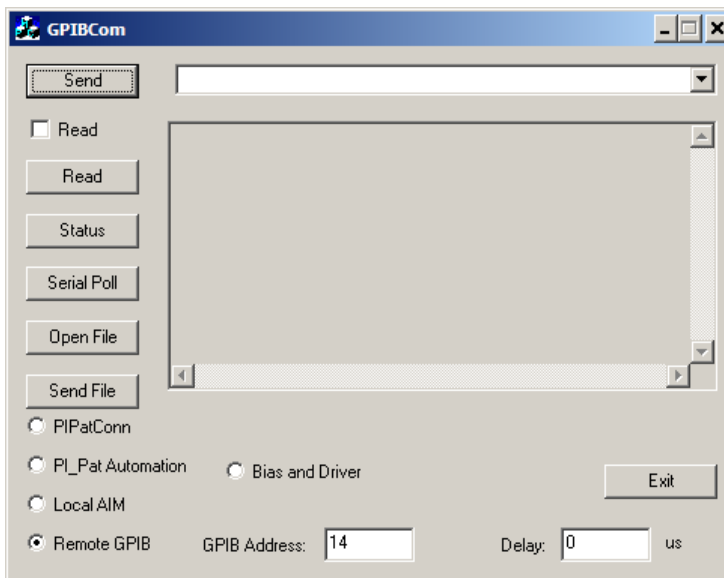 GPIBCom
Send
Read
Read
Status
Serial Poll
Open File
Send File
PIPatConn
PI_Pat Automation
Bias and Driver
Exit
Local AIM
Remote GPIB GPIB Address: 14 Delay: 0 us